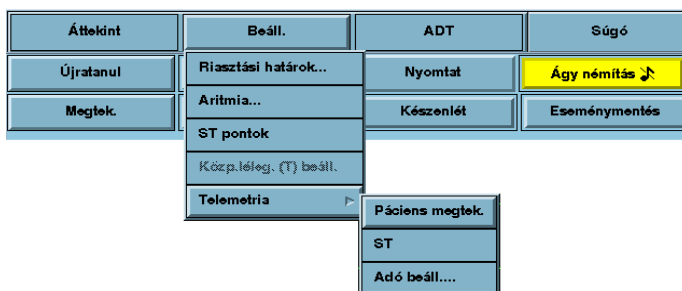 Áttekint Beáll. ADT Súgó
Újratanul Riasztási határok... Nyomtat Ágy némítás
Megtek. Aritmia... Készenlét Eseménymentés
ST pontok
Közp.léleg. (T) beáll.
Telemetria
Páciens megtek.
ST
Adó beáll....